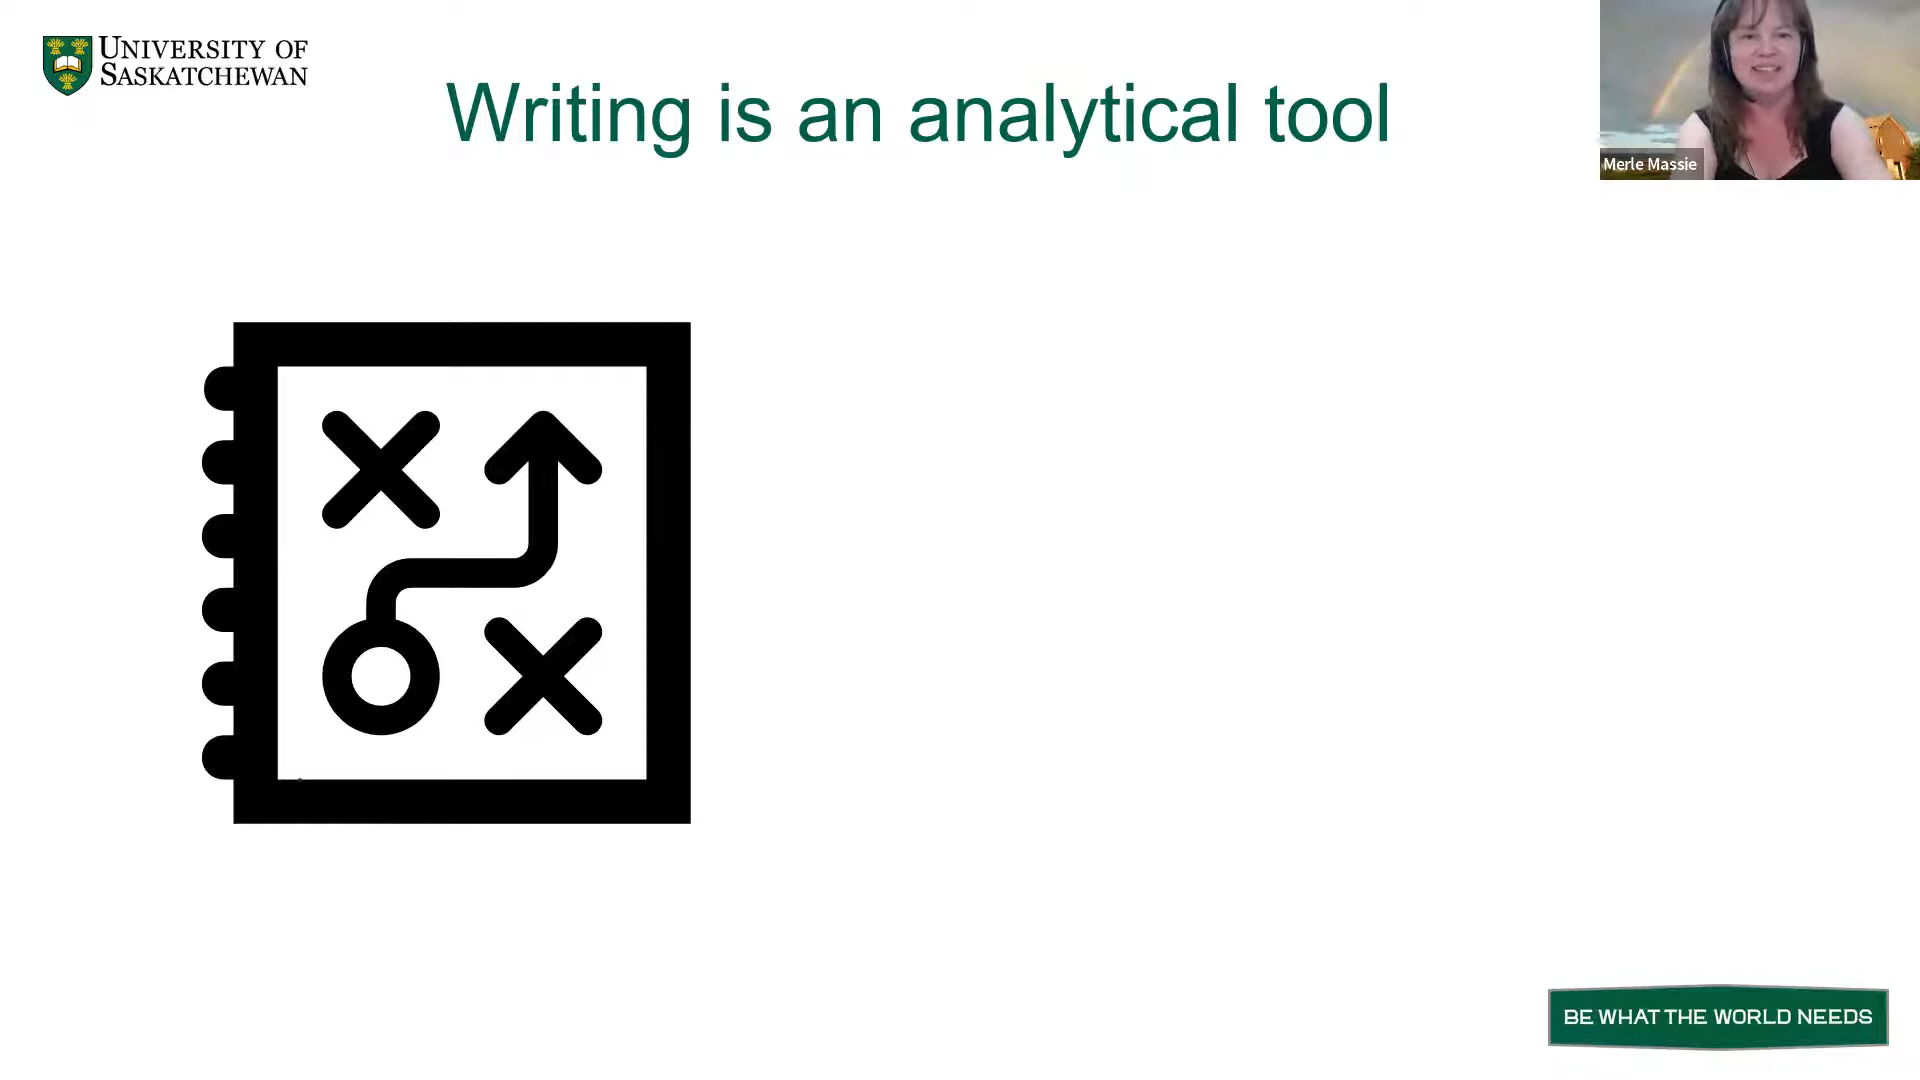 UNIVERSITY OF
SASKATCHEWAN
Writing is an analytical tool
Merle Massie
BE WHAT THE WORLD NEEDS